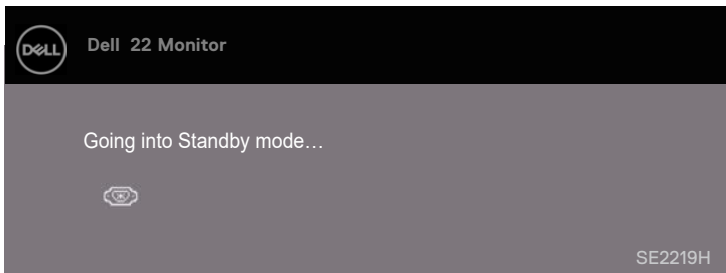 DELL
Dell 22 Monitor
Going into Standby mode…
SE2219H